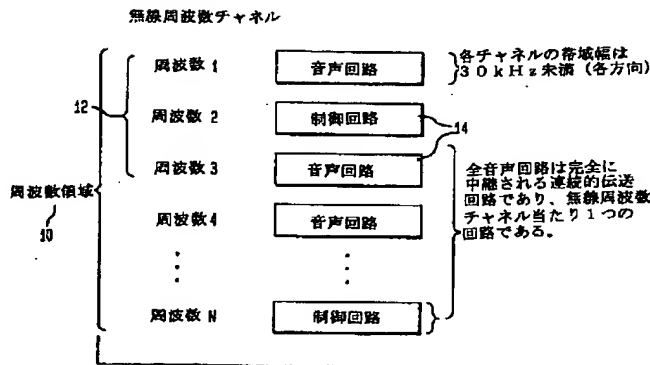 無線周波数チャネル
周波数1
音声回路
各チャネルの帯域幅は
30kHz未満(各方向)
12
周波数2
制御回路
14
周波数3
音声回路
全音声回路は完全に
中継される連続的伝送
回路であり、無線周波数
チャネル当たり1つの
回路である。
周波数領域
10
周波数4
音声回路
周波数N
制御回路